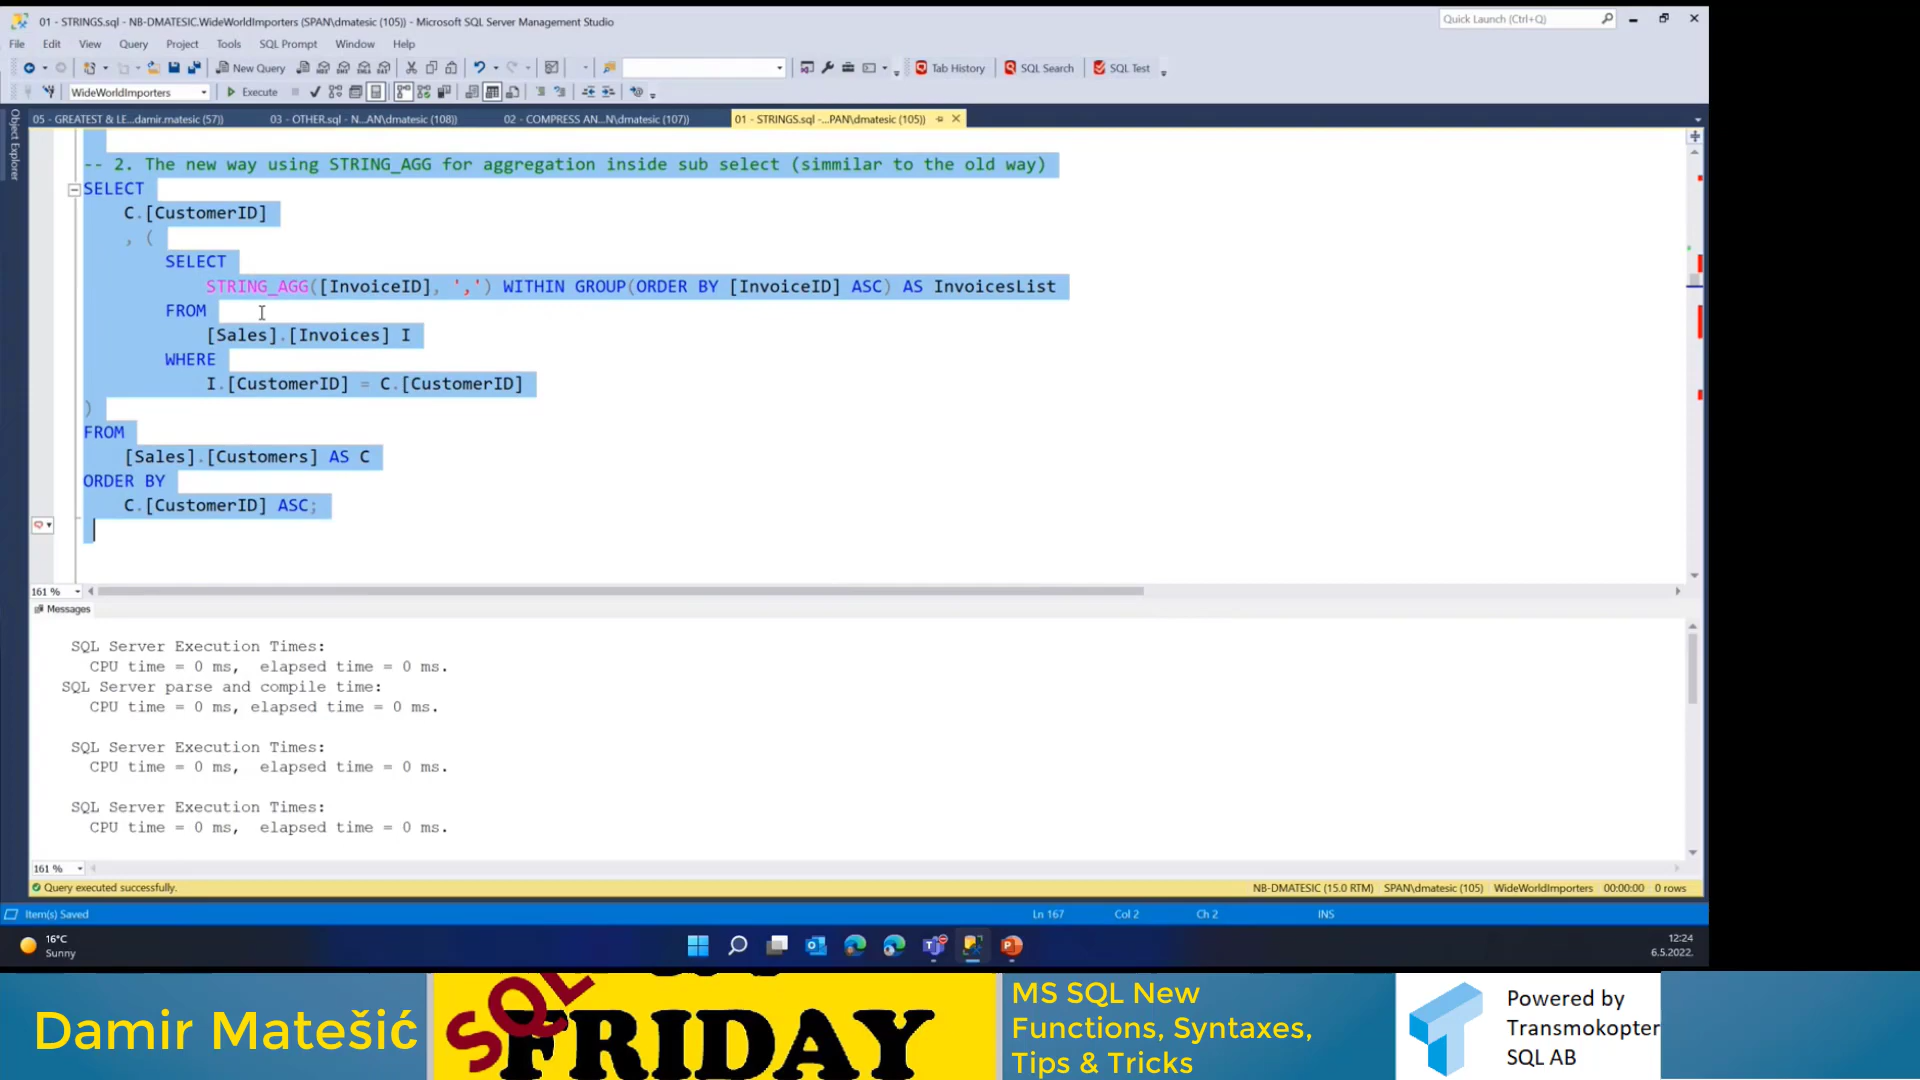 01 - STRINGS.sql - NB-DMATESIC.WideWorldImporters (SPAN\dmatesic (105)) - Microsoft SQL Server Management Studio
Quick Launch (Ctrl+Q)
File Edit View Query Project Tools SQL Prompt Window Help
New Query Tab History SQL Search SQL Test
WideWorldImporters Execute
Object Explorer
05 - GREATEST & LE...damir.matesic (57)) 03 - OTHER.sql - N...AN\dmatesic (108)) 02 - COMPRESS AN...N\dmatesic (107)) 01 - STRINGS.sql -...PAN\dmatesic (105))
-- 2. The new way using STRING_AGG for aggregation inside sub select (simmilar to the old way)
SELECT
C.[CustomerID]
, (
SELECT
STRING_AGG([InvoiceID], ',') WITHIN GROUP(ORDER BY [InvoiceID] ASC) AS InvoicesList
FROM
[Sales].[Invoices] I
WHERE
I.[CustomerID] = C.[CustomerID]
)
FROM
[Sales].[Customers] AS C
ORDER BY
C.[CustomerID] ASC;
161 %
Messages
SQL Server Execution Times:
CPU time = 0 ms, elapsed time = 0 ms.
SQL Server parse and compile time:
CPU time = 0 ms, elapsed time = 0 ms.
SQL Server Execution Times:
CPU time = 0 ms, elapsed time = 0 ms.
SQL Server Execution Times:
CPU time = 0 ms, elapsed time = 0 ms.
161 %
Query executed successfully. NB-DMATESIC (15.0 RTM) SPAN\dmatesic (105) WideWorldImporters 00:00:00 0 rows
Item(s) Saved Ln 167 Col 2 Ch 2 INS
16°C
Sunny
12:24
6.5.2022.
Damir Matešić
SQL
FRIDAY
MS SQL New
Functions, Syntaxes,
Tips & Tricks
Powered by
Transmokopter
SQL AB